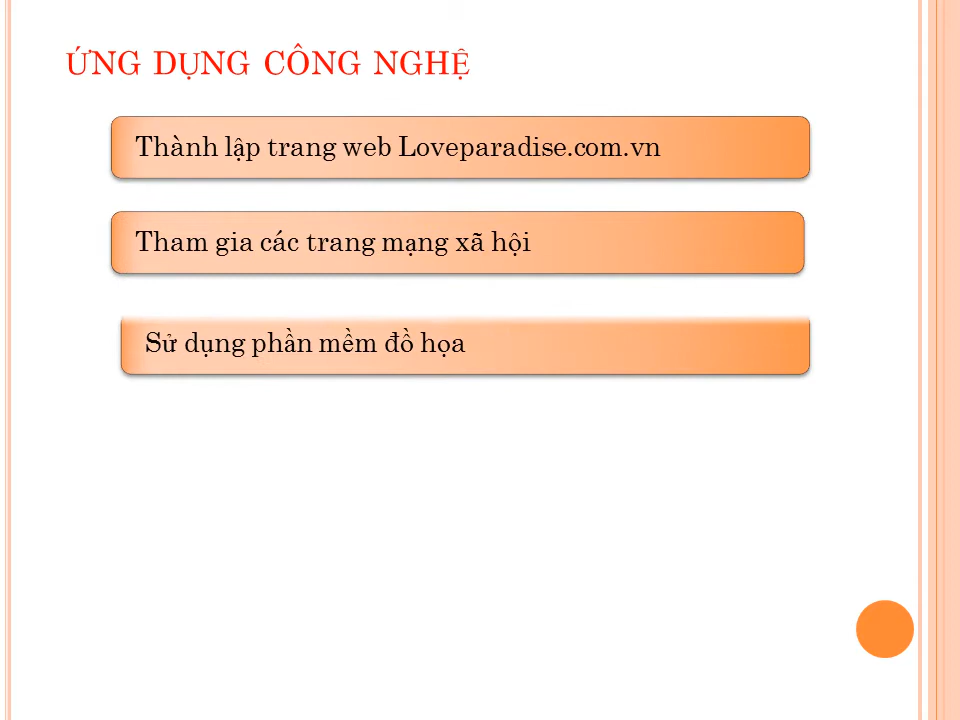 ỨNG DỤNG CÔNG NGHỆ
Thành lập trang web Loveparadise.com.vn
Tham gia các trang mạng xã hội
Sử dụng phần mềm đồ họa